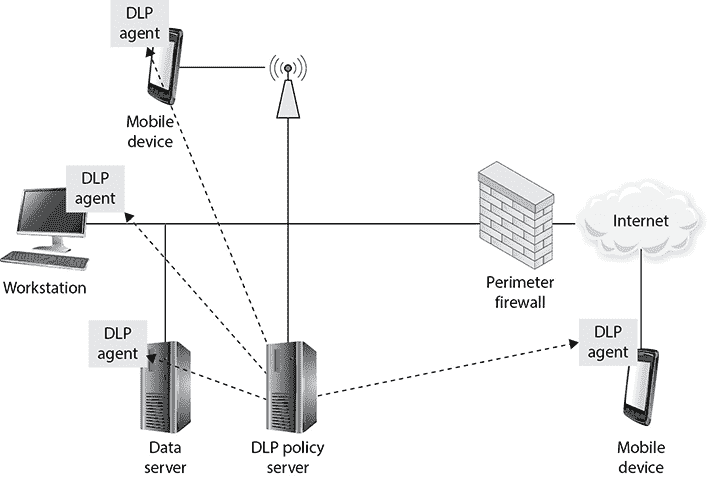 DLP
agent
Mobile
device
DLP
agent
Workstation
Perimeter
firewall
Internet
DLP
agent
Data
server
DLP policy
server
DLP
agent
Mobile
device